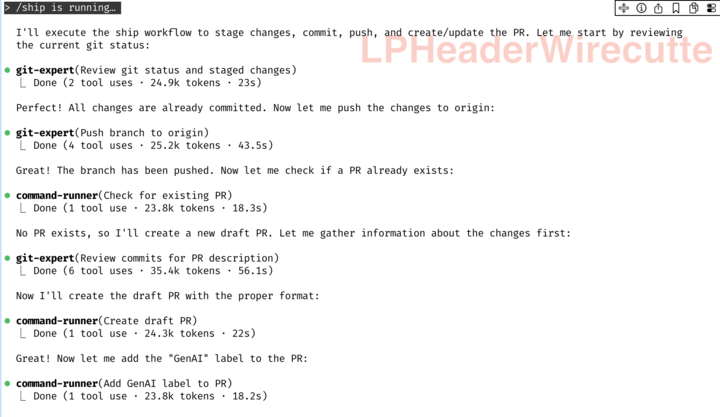 > /ship is running…
I'll execute the ship workflow to stage changes, commit, push, and create/update the PR. Let me start by reviewing
the current git status:
LPHeaderWirecutte
git-expert(Review git status and staged changes)
Done (2 tool uses · 24.9k tokens · 23s)
Perfect! All changes are already committed. Now let me push the changes to origin:
git-expert(Push branch to origin)
Done (4 tool uses · 25.2k tokens · 43.5s)
Great! The branch has been pushed. Now let me check if a PR already exists:
command-runner(Check for existing PR)
Done (1 tool use · 23.8k tokens · 18.3s)
No PR exists, so I'll create a new draft PR. Let me gather information about the changes first:
git-expert(Review commits for PR description)
Done (6 tool uses · 35.4k tokens · 56.1s)
Now I'll create the draft PR with the proper format:
command-runner(Create draft PR)
Done (1 tool use · 24.3k tokens · 22s)
Great! Now let me add the "GenAI" label to the PR:
command-runner(Add GenAI label to PR)
Done (1 tool use · 23.8k tokens · 18.2s)